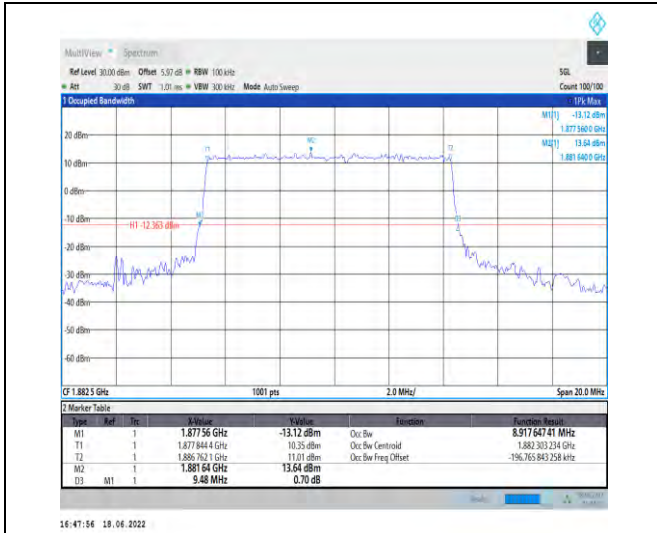 MultiView Spectrum
Ref Level 30.00 dBm Offset 5.97 dB RBW 100 kHz SGL
Att 30 dB SWT 1.01 ms VBW 300 kHz Mode Auto Sweep Count 100/100
1 Occupied Bandwidth 1Pk Max
M1[1] -13.12 dBm
1.877 560 0 GHz
M2[1] 13.64 dBm
1.881 640 0 GHz
20 dBm
T1 M2 T2
10 dBm
0 dBm
-10 dBm
H1 -12.363 dBm
-20 dBm
-30 dBm
-40 dBm
-50 dBm
-60 dBm
CF 1.882 5 GHz 1001 pts 2.0 MHz/ Span 20.0 MHz
2 Marker Table
Type Ref Trc X-Value Y-Value Function Function Result
M1 1 1.877 56 GHz -13.12 dBm Occ Bw 8.917 647 41 MHz
T1 1 1.877 844 4 GHz 10.35 dBm Occ Bw Centroid 1.882 303 234 GHz
T2 1 1.886 762 1 GHz 11.01 dBm Occ Bw Freq Offset -196.765 843 258 kHz
M2 1 1.881 64 GHz 13.64 dBm
D3 M1 1 9.48 MHz 0.70 dB
16:47:56 18.06.2022